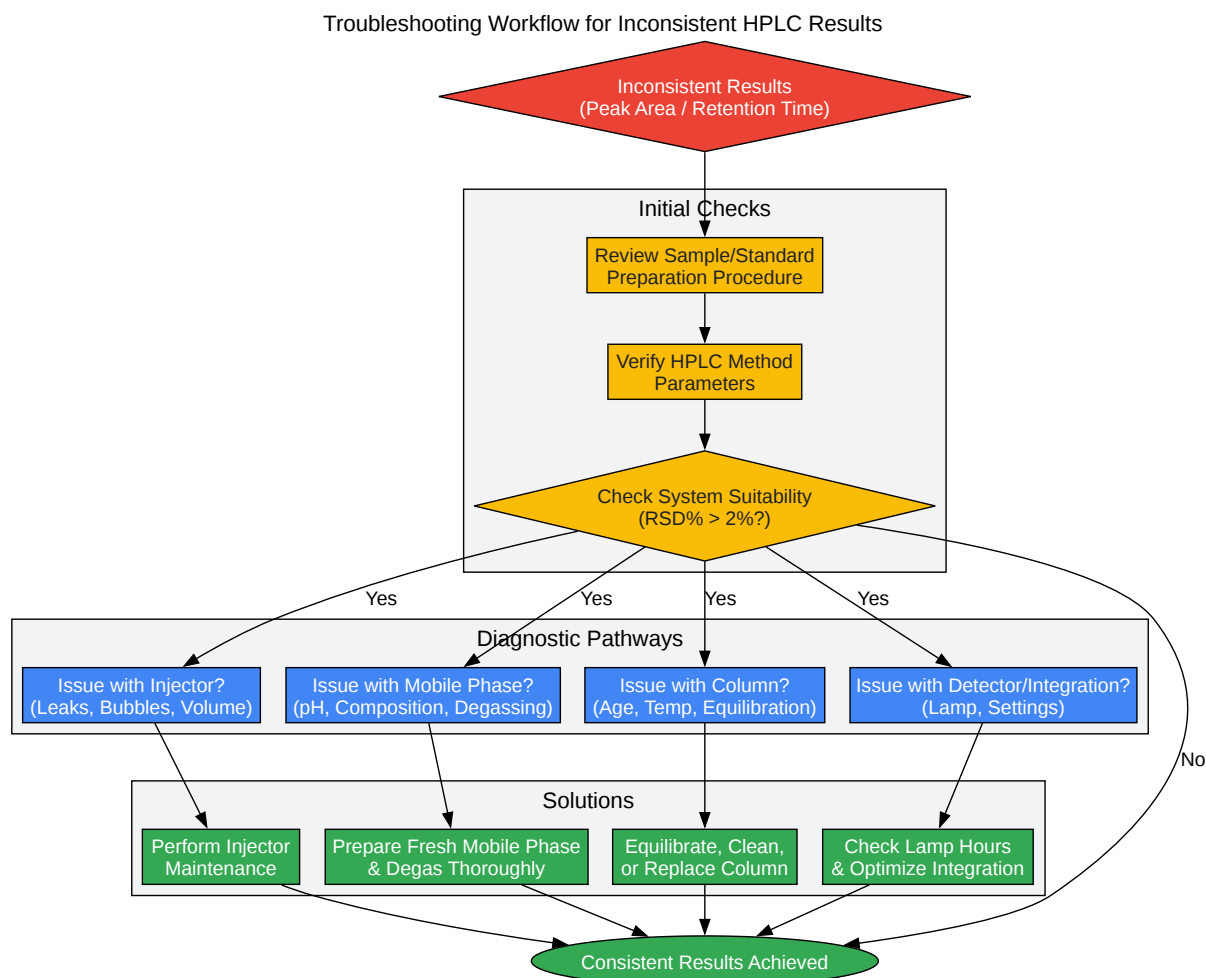 Troubleshooting Workflow for Inconsistent HPLC Results
Inconsistent Results
(Peak Area / Retention Time)
Initial Checks
Review Sample/Standard
Preparation Procedure
Verify HPLC Method
Parameters
Check System Suitability
(RSD% > 2%?)
Yes
Yes
Yes
Yes
No
Diagnostic Pathways
Issue with Injector?
(Leaks, Bubbles, Volume)
Issue with Mobile Phase?
(pH, Composition, Degassing)
Issue with Column?
(Age, Temp, Equilibration)
Issue with Detector/Integration?
(Lamp, Settings)
Solutions
Perform Injector
Maintenance
Prepare Fresh Mobile Phase
& Degas Thoroughly
Equilibrate, Clean,
or Replace Column
Check Lamp Hours
& Optimize Integration
Consistent Results Achieved